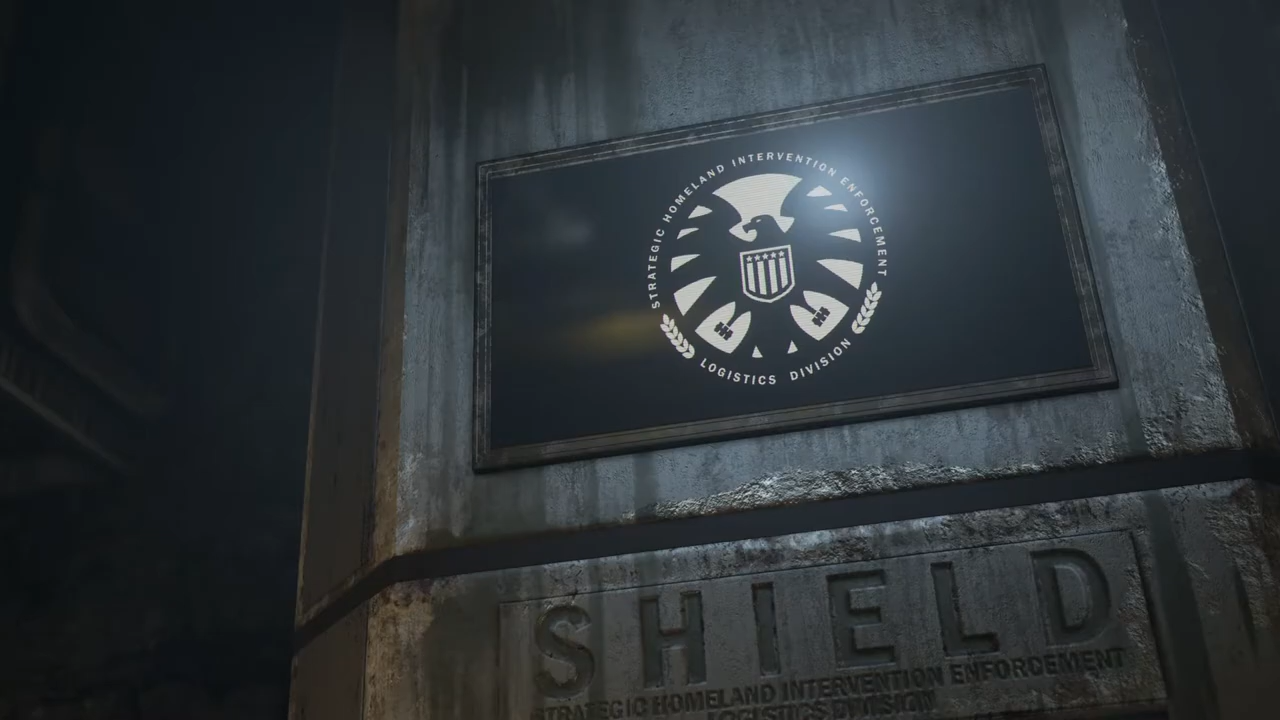 STRATEGIC HOMELAND INTERVENTION ENFORCEMENT
LOGISTICS DIVISION
SHIELD
STRATEGIC HOMELAND INTERVENTION ENFORCEMENT
LOGISTICS DIVISION